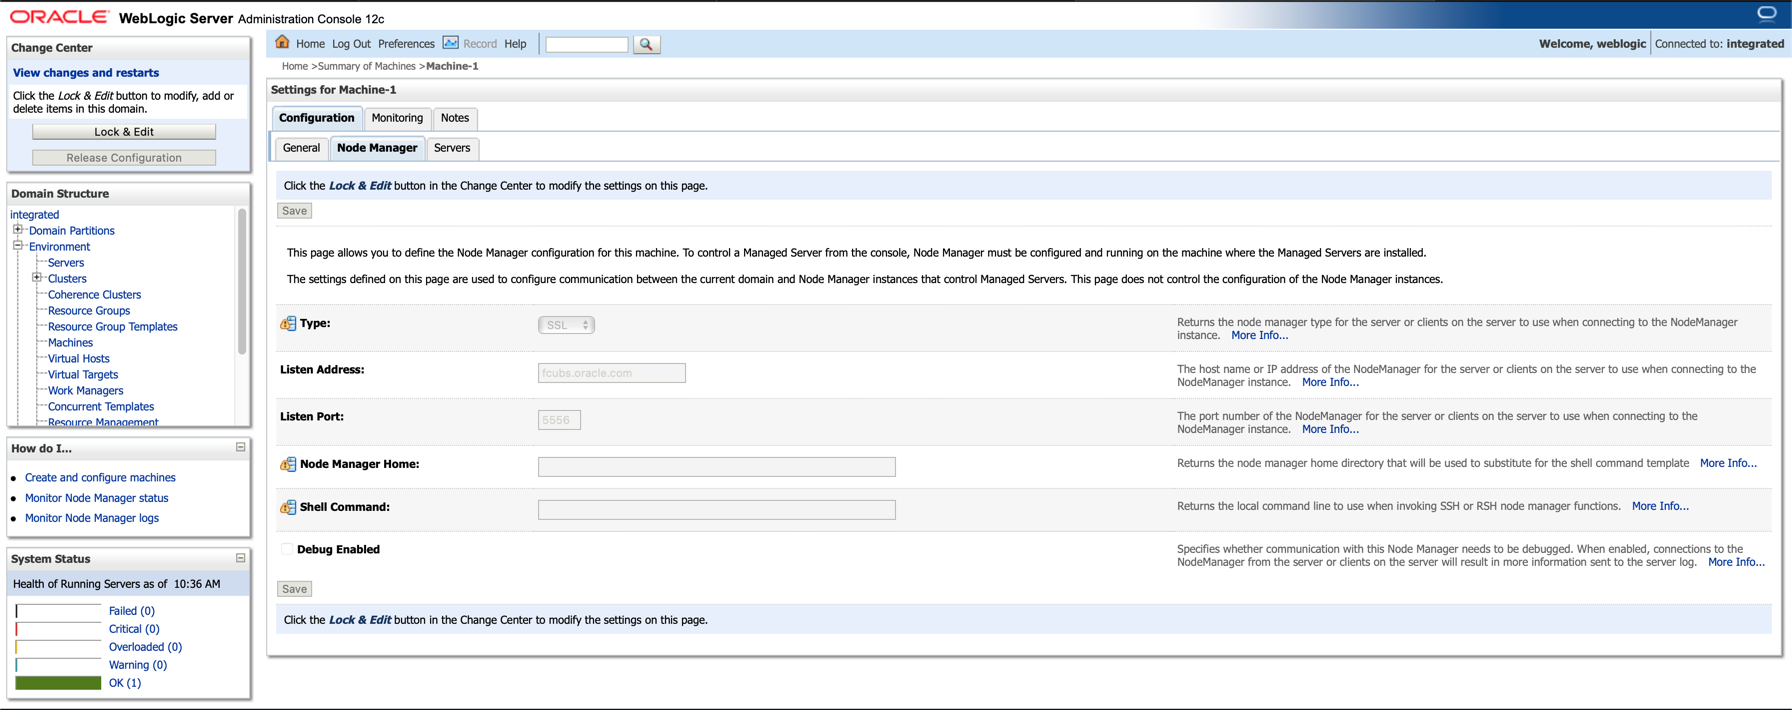 ORACLE WebLogic Server Administration Console 12c
Change Center
View changes and restarts
Click the Lock & Edit button to modify, add or
delete items in this domain.
Lock & Edit
Release Configuration
Domain Structure
integrated
Domain Partitions
Environment
Servers
Clusters
Coherence Clusters
Resource Groups
Resource Group Templates
Machines
Virtual Hosts
Virtual Targets
Work Managers
Concurrent Templates
Resource Management
How do I...
Create and configure machines
Monitor Node Manager status
Monitor Node Manager logs
System Status
Health of Running Servers as of 10:36 AM
Failed (0)
Critical (0)
Overloaded (0)
Warning (0)
OK (1)
Home Log Out Preferences Record Help
Welcome, weblogic Connected to: integrated
Home >Summary of Machines >Machine-1
Settings for Machine-1
Configuration Monitoring Notes
General Node Manager Servers
Click the Lock & Edit button in the Change Center to modify the settings on this page.
Save
This page allows you to define the Node Manager configuration for this machine. To control a Managed Server from the console, Node Manager must be configured and running on the machine where the Managed Servers are installed.
The settings defined on this page are used to configure communication between the current domain and Node Manager instances that control Managed Servers. This page does not control the configuration of the Node Manager instances.
Type: SSL
Returns the node manager type for the server or clients on the server to use when connecting to the NodeManager
instance. More Info...
Listen Address: fcubs.oracle.com
The host name or IP address of the NodeManager for the server or clients on the server to use when connecting to the
NodeManager instance. More Info...
Listen Port: 5556
The port number of the NodeManager for the server or clients on the server to use when connecting to the
NodeManager instance. More Info...
Node Manager Home:
Returns the node manager home directory that will be used to substitute for the shell command template More Info...
Shell Command:
Returns the local command line to use when invoking SSH or RSH node manager functions. More Info...
Debug Enabled
Specifies whether communication with this Node Manager needs to be debugged. When enabled, connections to the
NodeManager from the server or clients on the server will result in more information sent to the server log. More Info...
Save
Click the Lock & Edit button in the Change Center to modify the settings on this page.